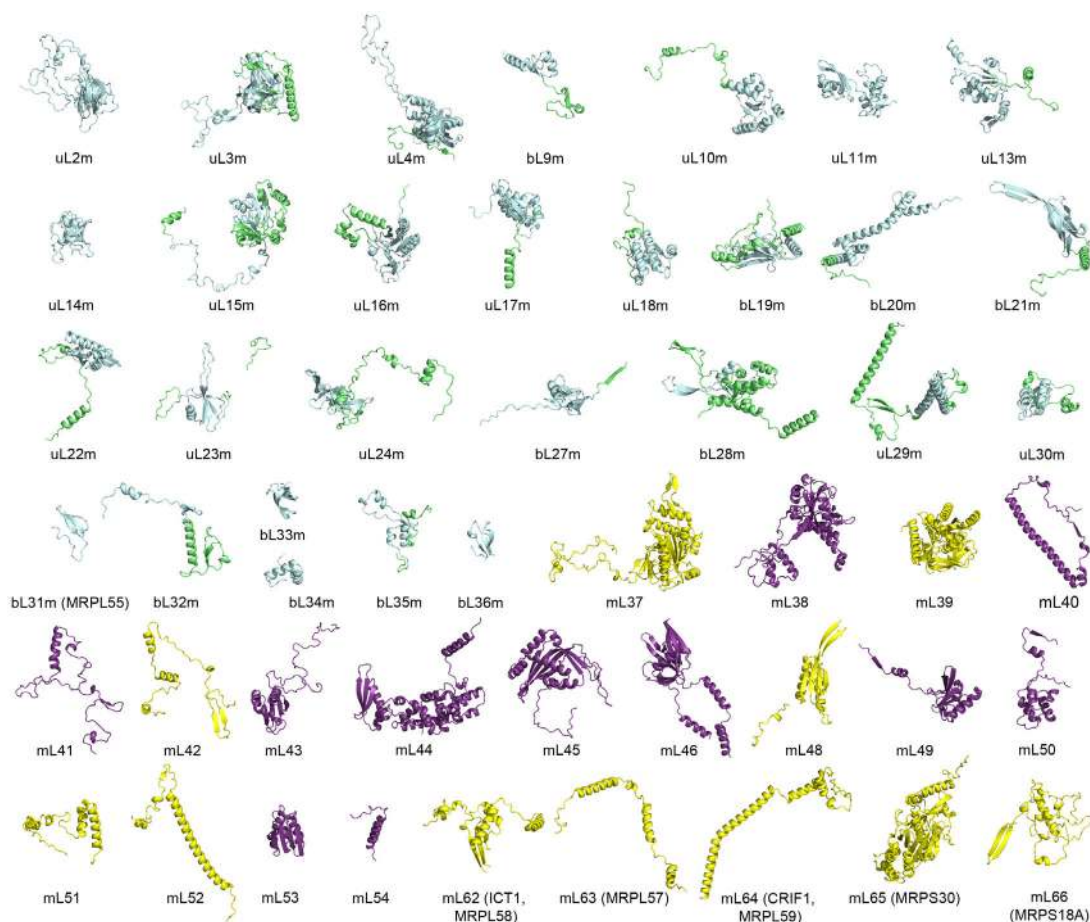 uL2m uL3m uL4m bL9m uL10m uL11m uL13m
uL14m uL15m uL16m uL17m uL18m bL19m bL20m bL21m
uL22m uL23m uL24m bL27m bL28m uL29m uL30m
bL33m
bL31m (MRPL55) bL32m bL34m bL35m bL36m mL37 mL38 mL39 mL40
mL41 mL42 mL43 mL44 mL45 mL46 mL48 mL49 mL50
mL51 mL52 mL53 mL54 mL62 (ICT1, mL63 (MRPL57) mL64 (CRIF1, mL65 (MRPS30) mL66
MRPL58) MRPL59) (MRPS18A)